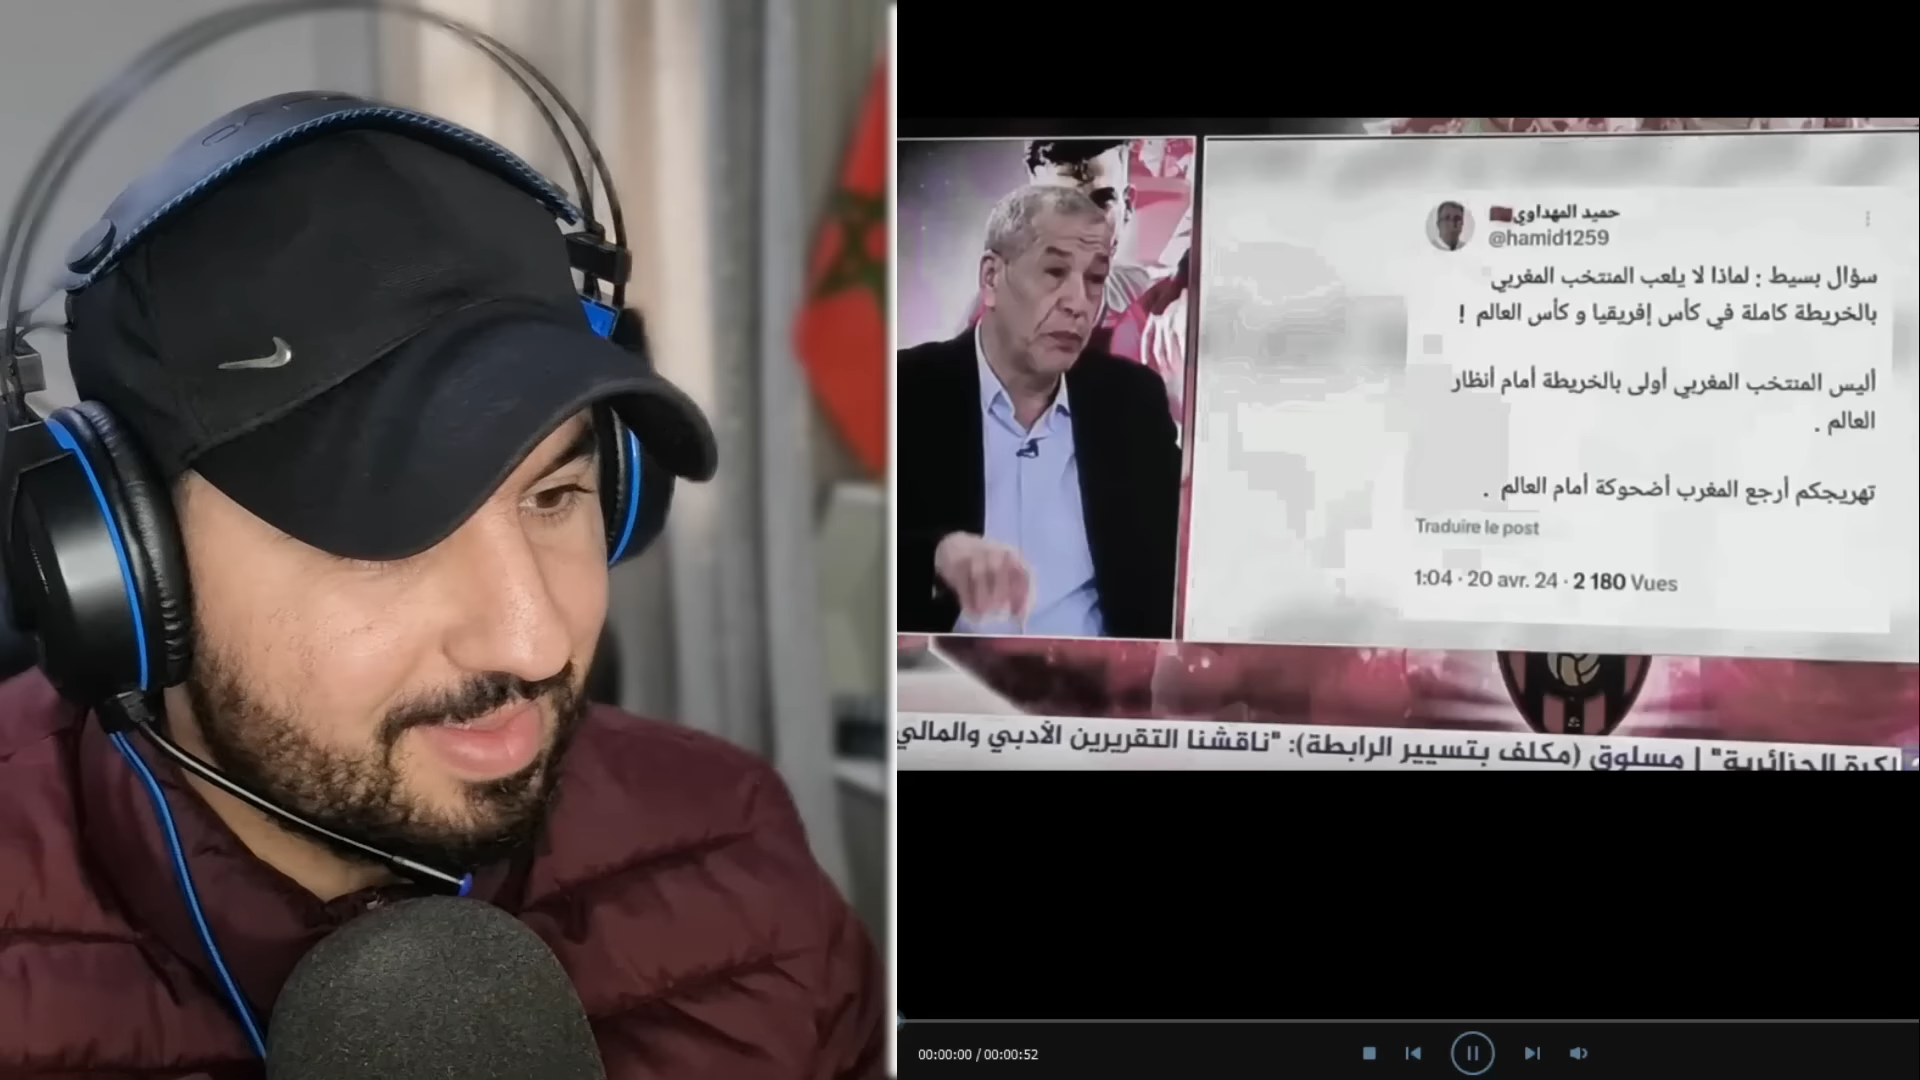 حميد المهداوي
@hamid1259
سؤال بسيط : لماذا لا يلعب المنتخب المغربي
بالخريطة كاملة في كأس إفريقيا و كأس العالم !
أليس المنتخب المغربي أولى بالخريطة أمام أنظار
العالم .
تهريجكم أرجع المغرب أضحوكة أمام العالم .
Traduire le post
1:04 · 20 avr. 24 · 2 180 Vues
الجزائرية" | مسلوق (مكلف بتسيير الرابطة): "ناقشنا التقريرين الأدبي والمالي
00:00:00 / 00:00:52